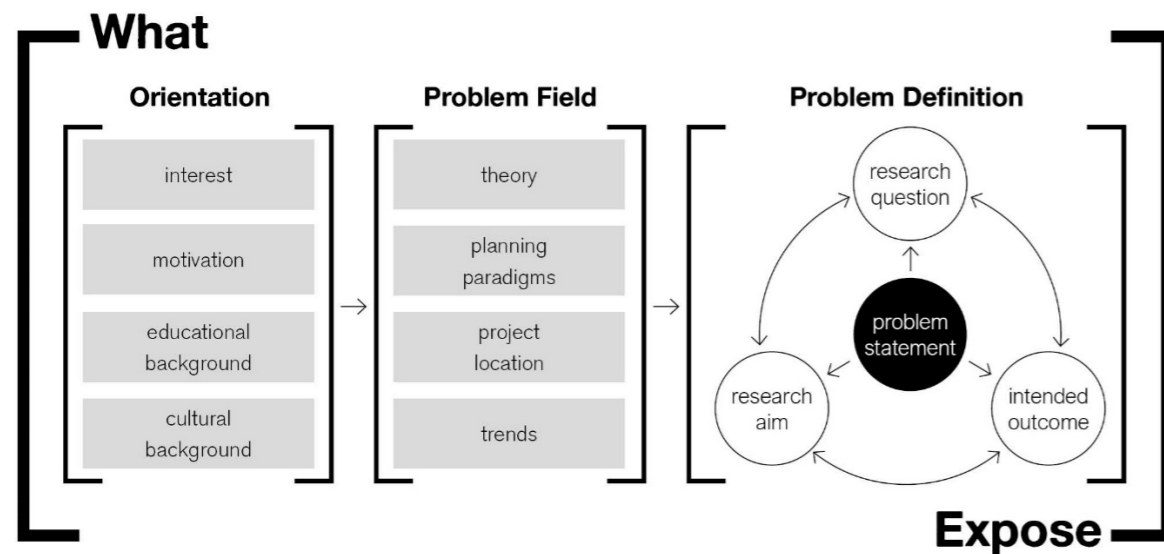 What
Orientation
Problem Field
Problem Definition
interest
motivation
educational
background
cultural
background
theory
planning
paradigms
project
location
trends
research
question
problem
statement
research
aim
intended
outcome
Expose